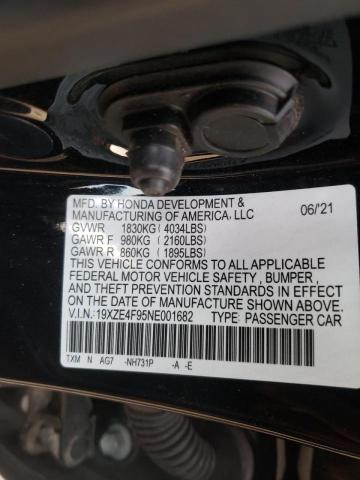 MFD. BY HONDA DEVELOPMENT &
MANUFACTURING OF AMERICA, LLC 06/'21
GVWR 1830KG(4034LBS)
GAWR F 980KG(2160LBS)
GAWR R 860KG(1895LBS)
THIS VEHICLE CONFORMS TO ALL APPLICABLE
FEDERAL MOTOR VEHICLE SAFETY, BUMPER,
AND THEFT PREVENTION STANDARDS IN EFFECT
ON THE DATE OF MANUFACTURE SHOWN ABOVE.
V.I.N.: 19XZE4F95NE001682 TYPE: PASSENGER CAR
TXM N AG7 -NH731P -A -E